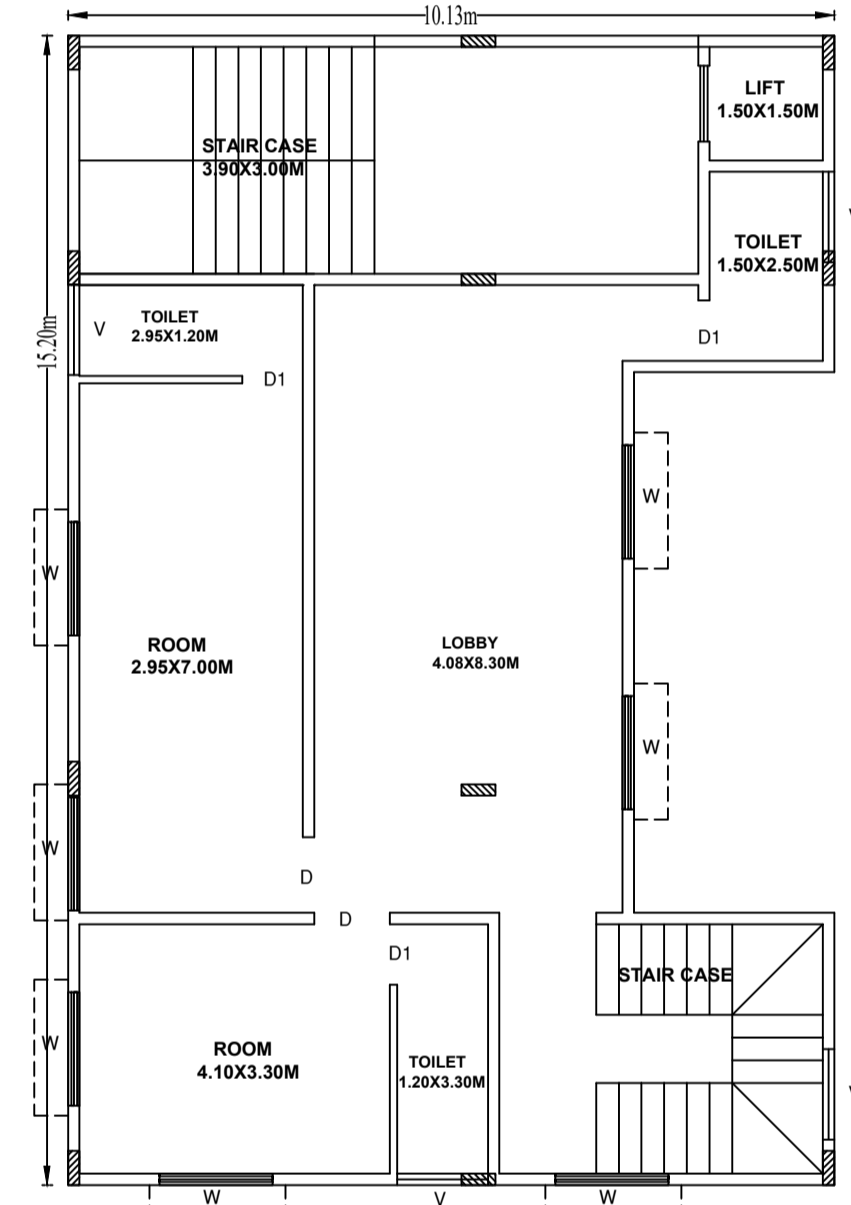 10.13m
LIFT
1.50X1.50M
STAIR CASE
3.90X3.00M
TOILET
1.50X2.50M
15.20m
TOILET
2.95X1.20M
V
D1
D1
W
W
ROOM
2.95X7.00M
LOBBY
4.08X8.30M
W
W
D
D
D1
STAIR CASE
W
ROOM
4.10X3.30M
TOILET
1.20X3.30M
W
V
W